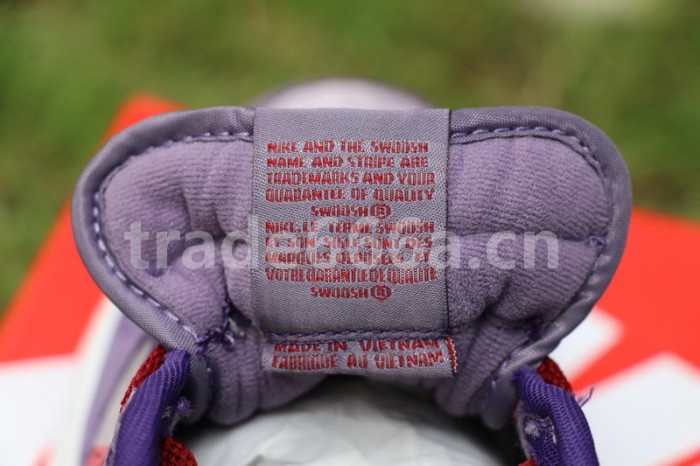 NIKE AND THE SWOOSH
NAME AND STRIPE ARE
TRADEMARKS AND YOUR
GUARANTEE OF QUALITY
SWOOSH ®
NIKE, LE TERME SWOOSH
ET SON SIGLE SONT DES
MARQUES DEPOSEES ET
VOTRE GARANTIE DE QUALITE
SWOOSH ®
MADE IN VIETNAM
FABRIQUE AU VIETNAM